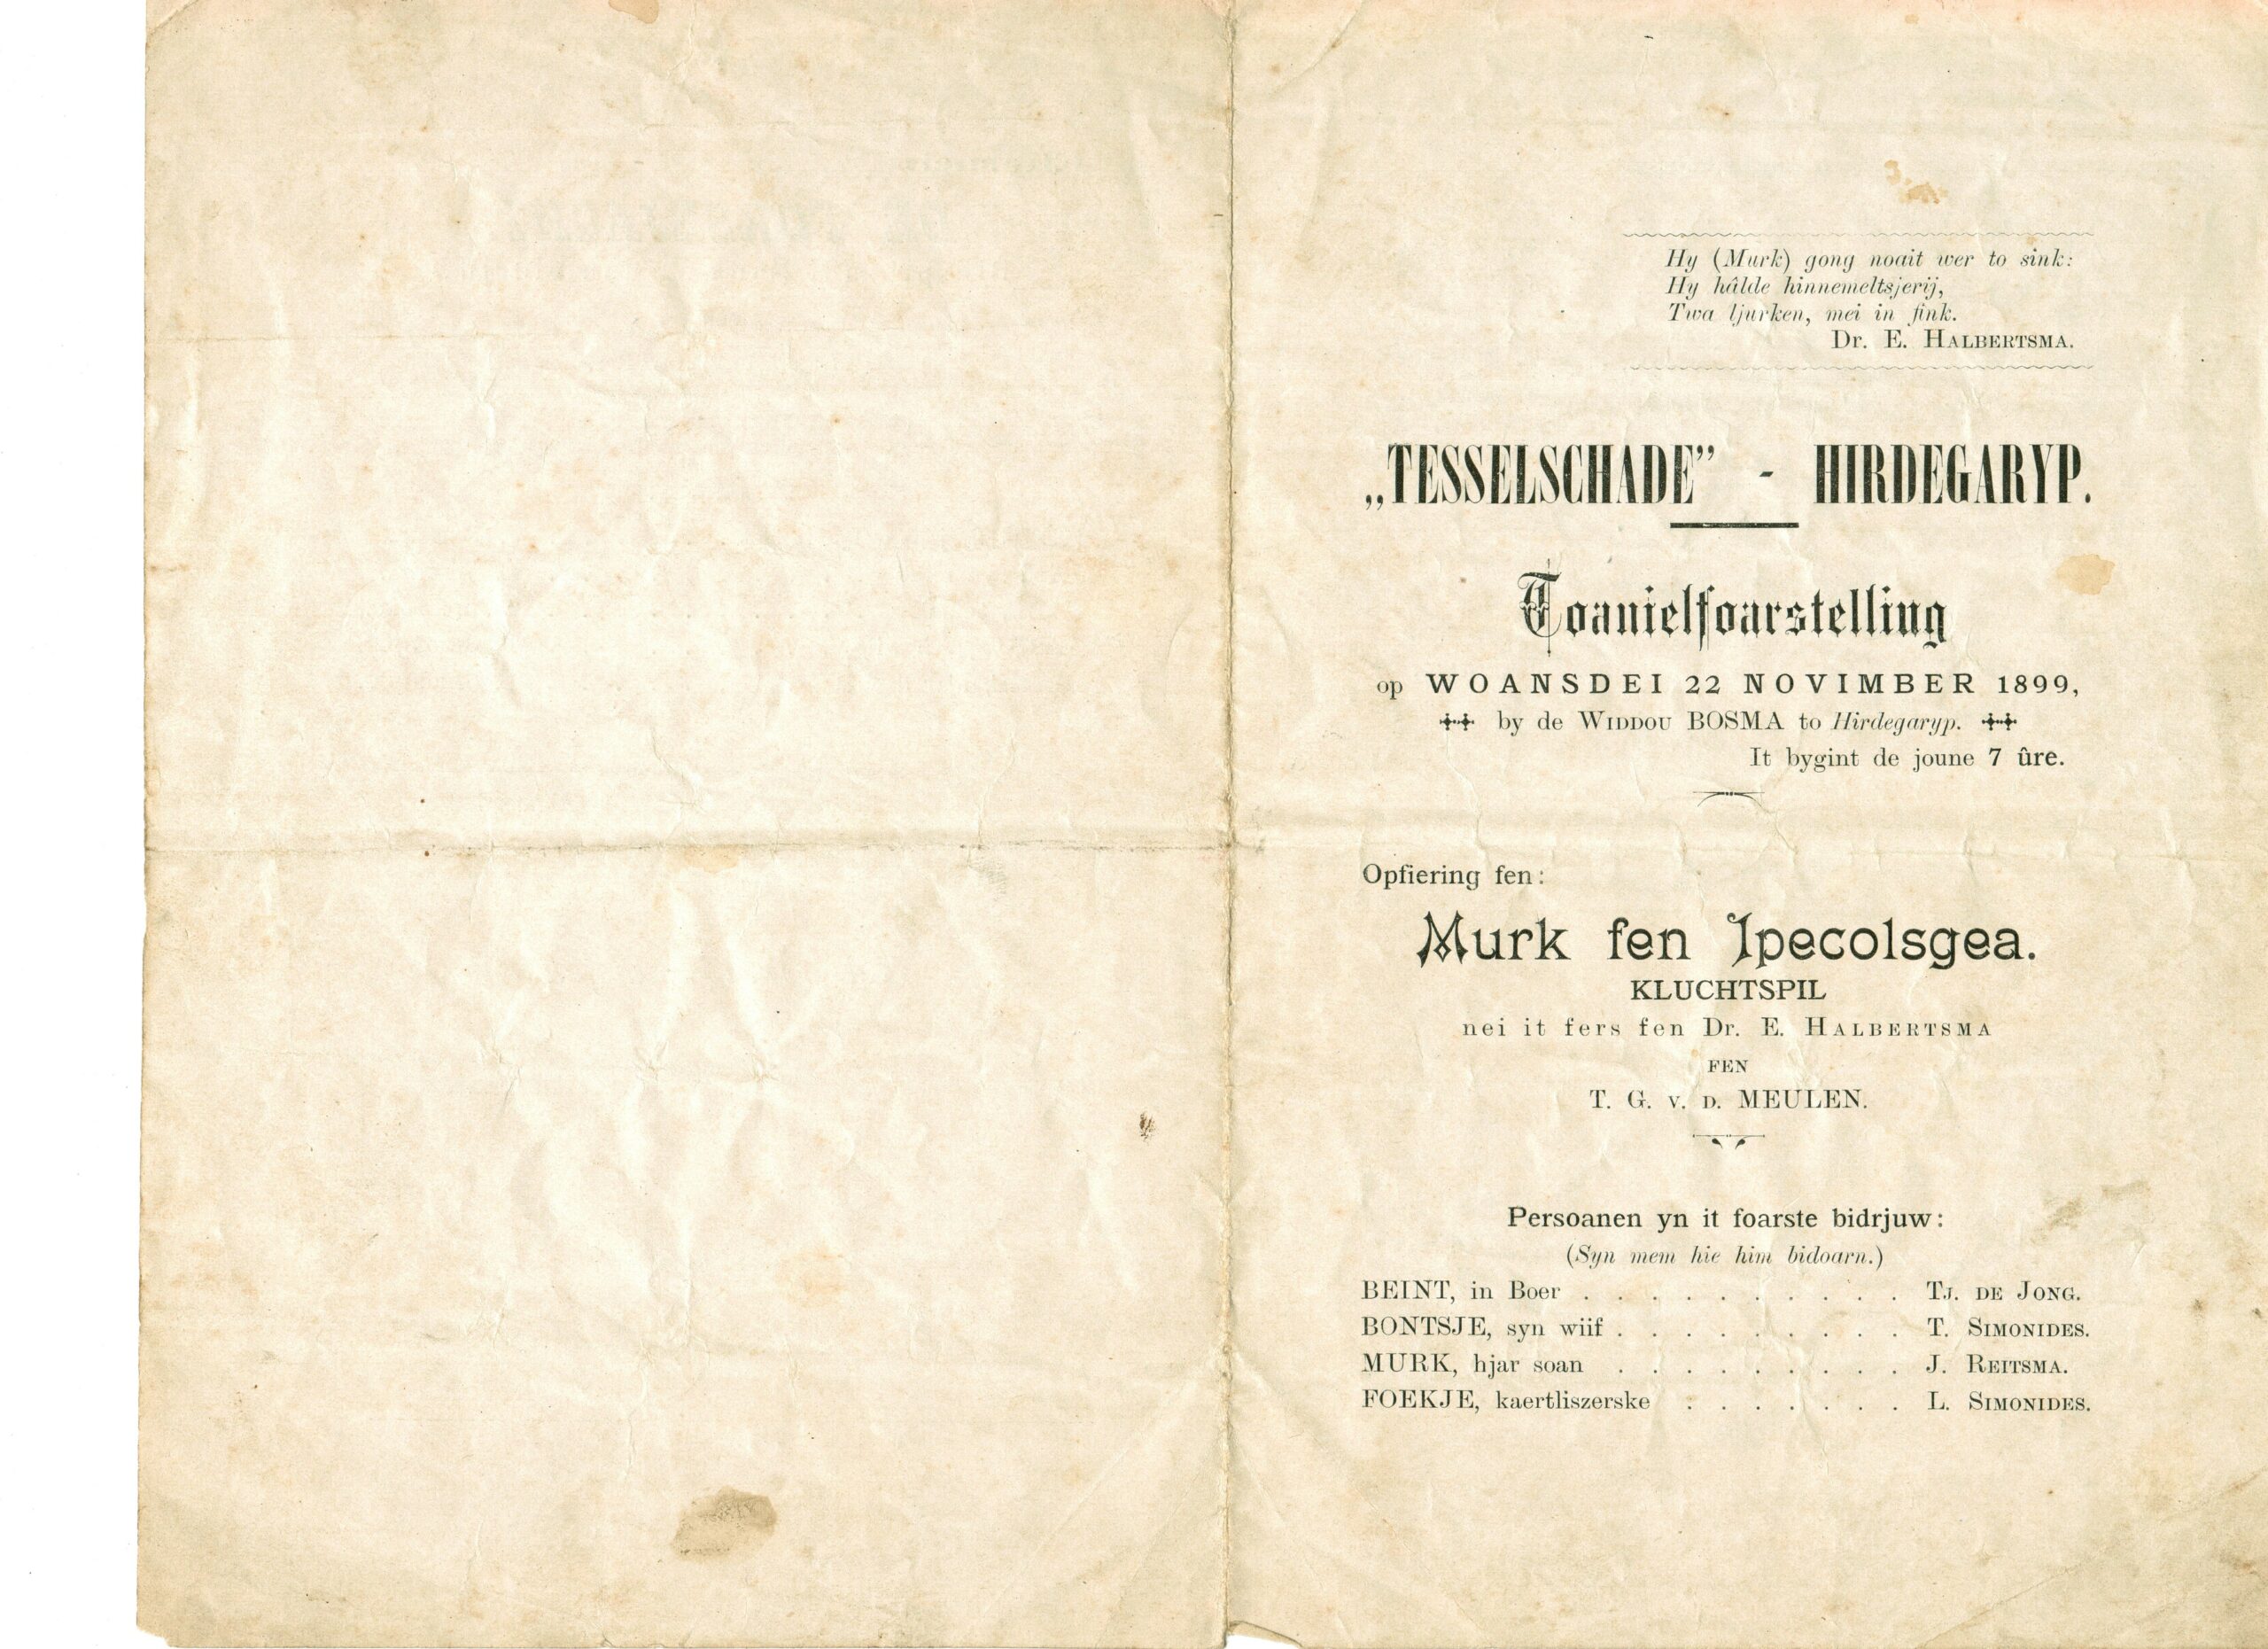 Hy (Murk) gong noait wer to sink:
Hy hâlde hinnemeltsjerij,
Twa ljurken, mei in fink.
Dr. E. HALBERTSMA.
„TESSELSCHADE” - HIRDEGARYP.
Toanielfoarstelling
op WOANSDEI 22 NOVIMBER 1899,
by de WIDDOU BOSMA to Hirdegaryp.
It bygint de joune 7 ûre.
Opfiering fen:
Murk fen Ipecolsgea.
KLUCHTSPIL
nei it fers fen Dr. E. HALBERTSMA
FEN
T. G. V. D. MEULEN.
Persoanen yn it foarste bidrjuw:
(Syn mem hie him bidoarn.)
BEINT, in Boer . . . . . . . . . . TJ. DE JONG.
BONTSJE, syn wiif . . . . . . . . . T. SIMONIDES.
MURK, hjar soan . . . . . . . . . J. REITSMA.
FOEKJE, kaertliszerske . . . . . . . L. SIMONIDES.